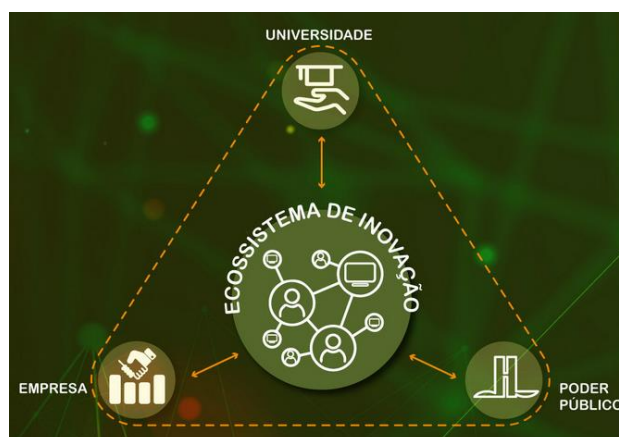 UNIVERSIDADE
ECOSSISTEMA DE INOVAÇÃO
EMPRESA
PODER
PÚBLICO